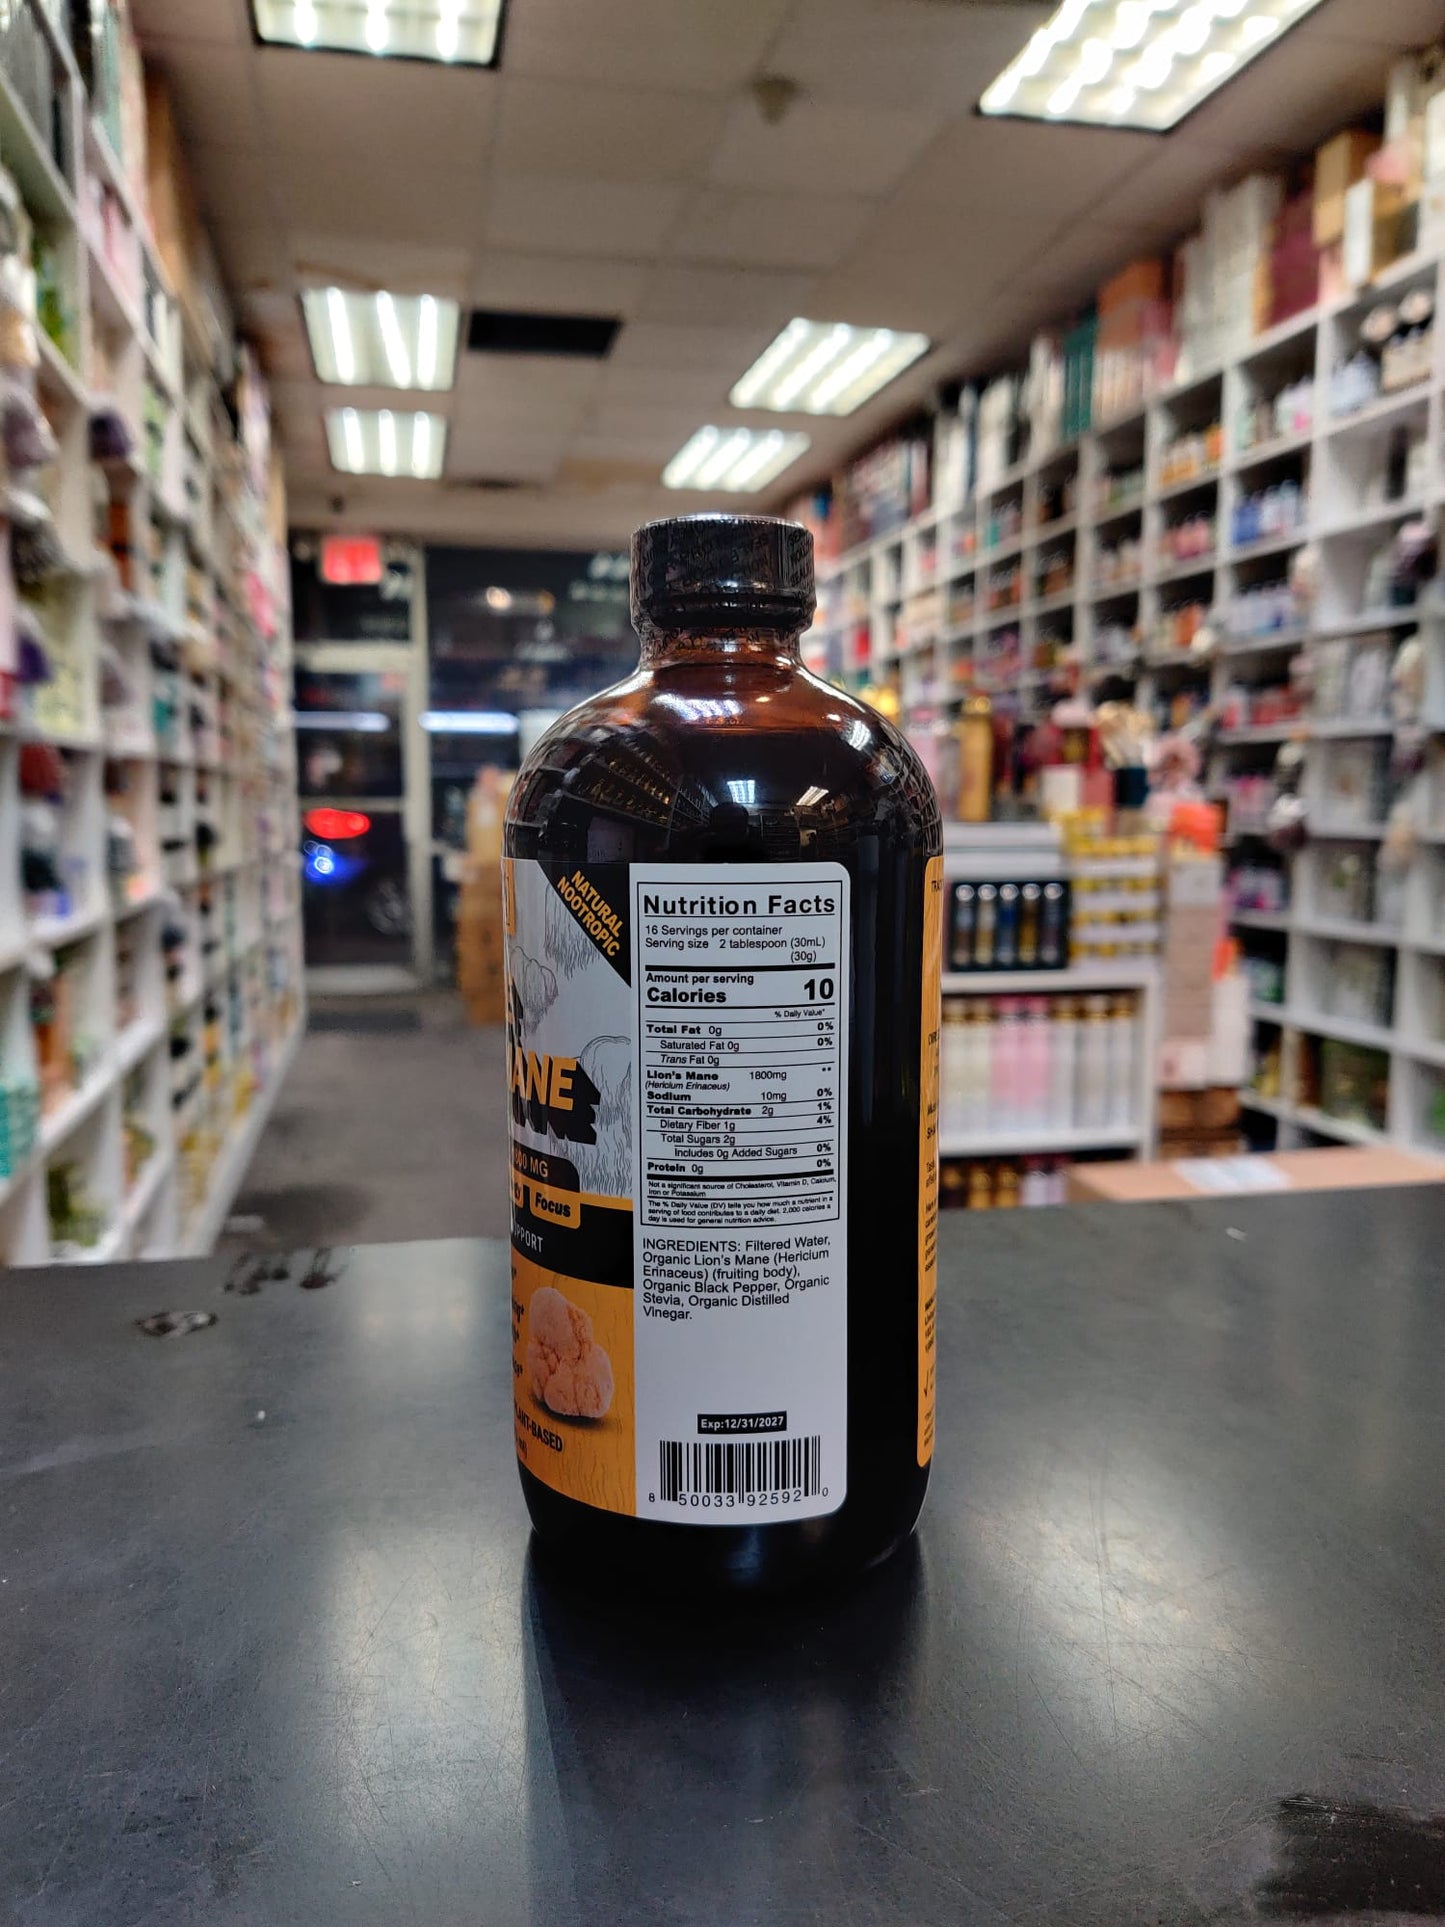 NATURAL
NOOTROPIC
ANE
MG
Focus
PLANT-BASED
Nutrition Facts
16 Servings per container
Serving size 2 tablespoon (30mL)
(30g)
Amount per serving
Calories 10
% Daily Value*
Total Fat 0g 0%
Saturated Fat 0g 0%
Trans Fat 0g
Lion's Mane 1800mg **
(Hericium Erinaceus)
Sodium 10mg 0%
Total Carbohydrate 2g 1%
Dietary Fiber 1g 4%
Total Sugars 2g
Includes 0g Added Sugars 0%
Protein 0g 0%
Not a significant source of Cholesterol, Vitamin D, Calcium,
Iron or Potassium
*The % Daily Value (DV) tells you how much a nutrient in a
serving of food contributes to a daily diet. 2,000 calories a
day is used for general nutrition advice.
INGREDIENTS: Filtered Water,
Organic Lion's Mane (Hericium
Erinaceus) (fruiting body),
Organic Black Pepper, Organic
Stevia, Organic Distilled
Vinegar.
Exp:12/31/2027
8 50033 92592 0